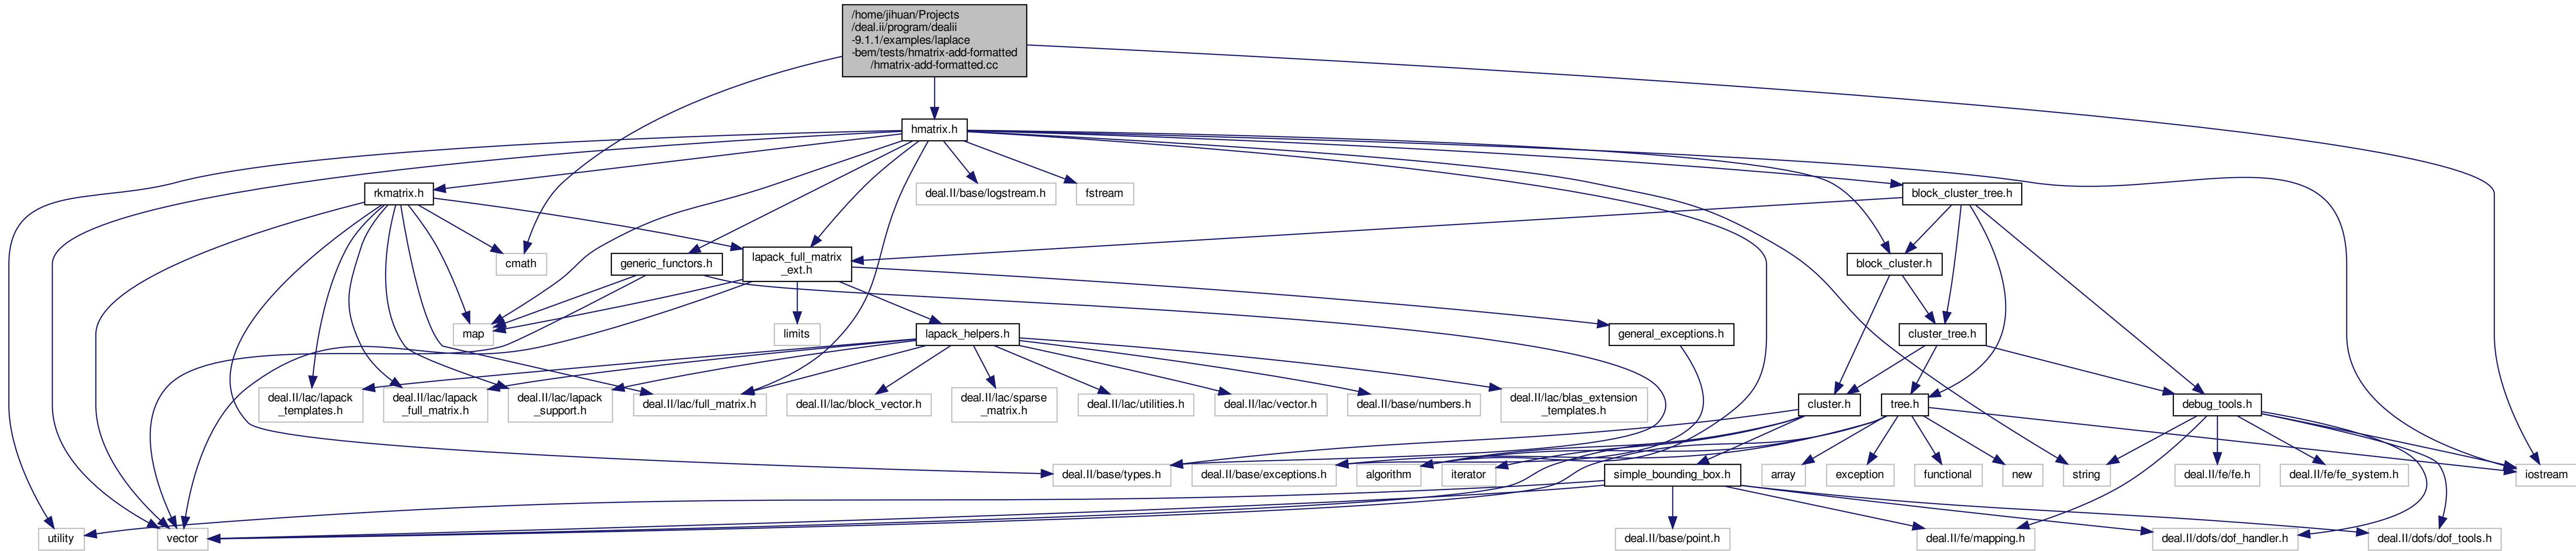 /home/jihuan/Projects
/deal.ii/program/dealii
-9.1.1/examples/laplace
-bem/tests/hmatrix-add-formatted
/hmatrix-add-formatted.cc
hmatrix.h
rkmatrix.h
deal.II/base/logstream.h
fstream
block_cluster_tree.h
cmath
generic_functors.h
lapack_full_matrix
_ext.h
block_cluster.h
map
limits
lapack_helpers.h
general_exceptions.h
cluster_tree.h
deal.II/lac/lapack
_templates.h
deal.II/lac/lapack
_full_matrix.h
deal.II/lac/lapack
_support.h
deal.II/lac/full_matrix.h
deal.II/lac/block_vector.h
deal.II/lac/sparse
_matrix.h
deal.II/lac/utilities.h
deal.II/lac/vector.h
deal.II/base/numbers.h
deal.II/lac/blas_extension
_templates.h
cluster.h
tree.h
debug_tools.h
deal.II/base/types.h
deal.II/base/exceptions.h
algorithm
iterator
simple_bounding_box.h
array
exception
functional
new
string
deal.II/fe/fe.h
deal.II/fe/fe_system.h
iostream
utility
vector
deal.II/base/point.h
deal.II/fe/mapping.h
deal.II/dofs/dof_handler.h
deal.II/dofs/dof_tools.h